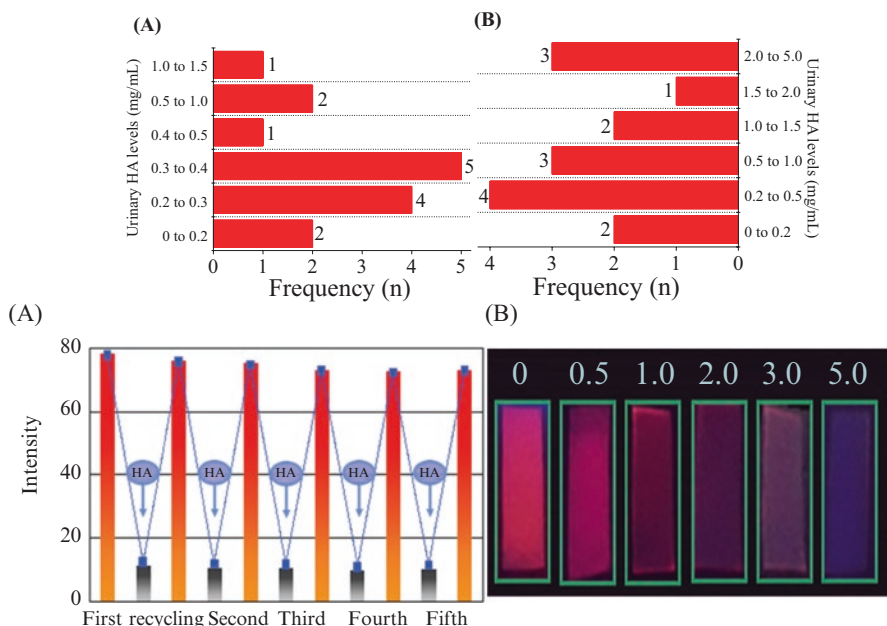 (A)
Urinary HA levels (mg/mL)
1.0 to 1.5
1
0.5 to 1.0
2
0.4 to 0.5
1
0.3 to 0.4
5
0.2 to 0.3
4
0 to 0.2
2
0 1 2 3 4 5
Frequency (n)
(B)
3
2.0 to 5.0
1
1.5 to 2.0
2
1.0 to 1.5
3
0.5 to 1.0
4
0.2 to 0.5
2
0 to 0.2
Urinary HA levels (mg/mL)
4 3 2 1 0
Frequency (n)
(A)
Intensity
80
60
40
20
0
HA HA HA HA HA
First recycling Second Third Fourth Fifth
(B)
0 0.5 1.0 2.0 3.0 5.0